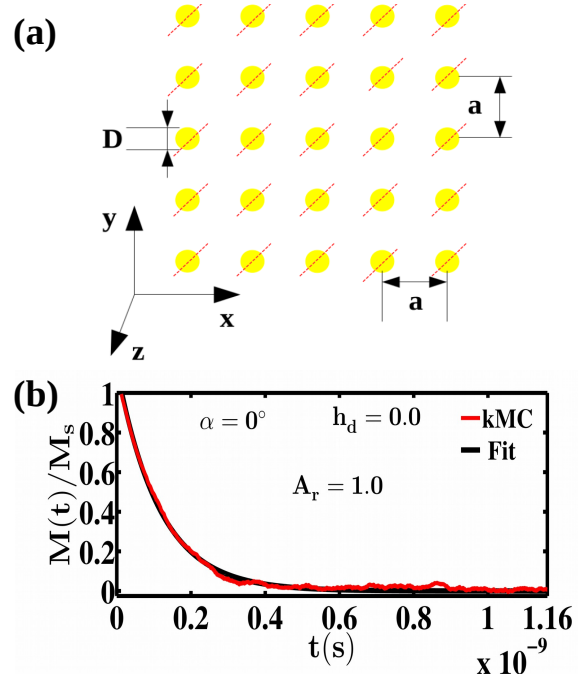 (a)
D
a
y
x
a
z
(b)
α = 0° h_d = 0.0 kMC
Fit
A_r = 1.0
M(t)/M_s
1
0.8
0.6
0.4
0.2
0
0 0.2 0.4 0.6 0.8 1 1.16
t(s)
x 10⁻⁹